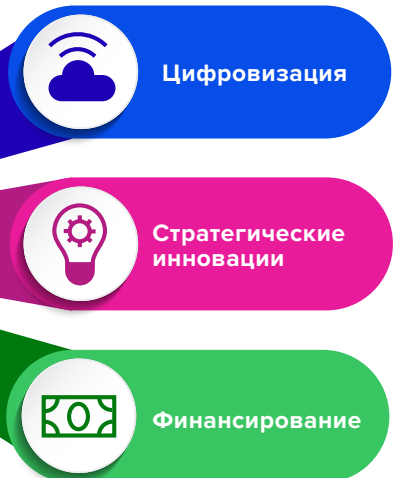 Цифровизация
Стратегические
инновации
Финансирование